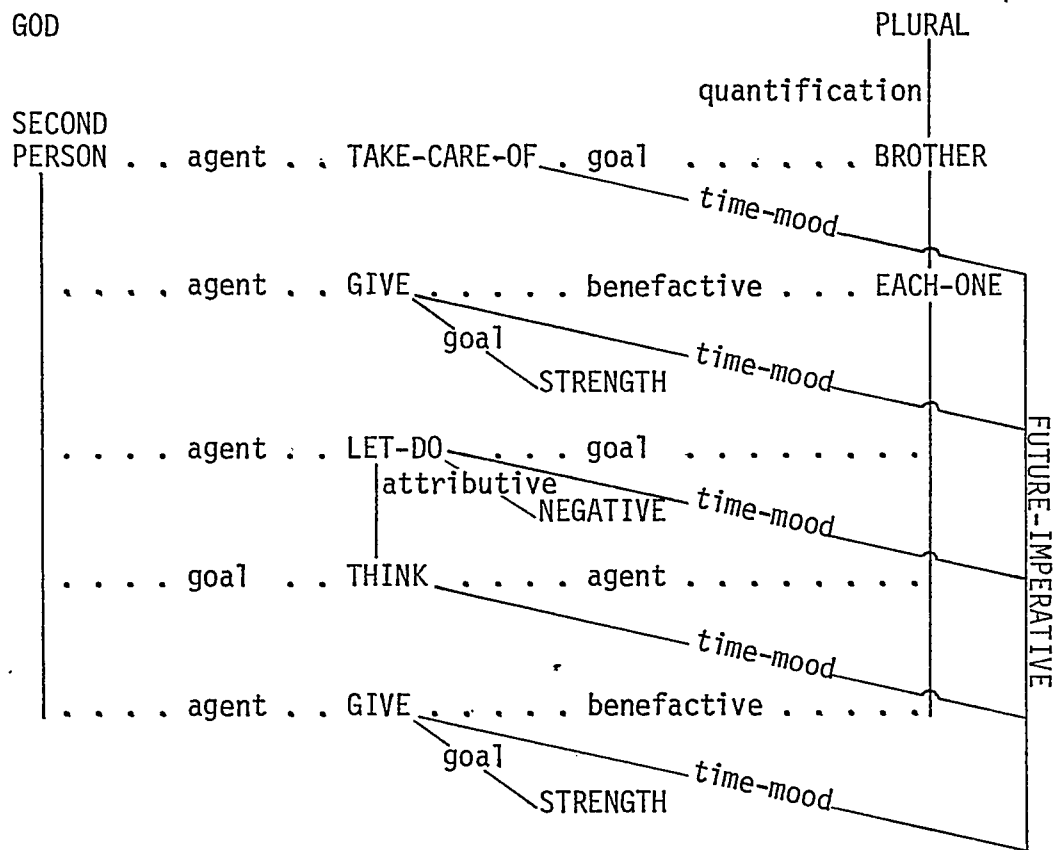 GOD PLURAL
quantification
SECOND
PERSON . . agent . . TAKE-CARE-OF . goal . . . . . . BROTHER
time-mood
. . . . agent . . GIVE . . . . . benefactive . . . EACH-ONE
goal
time-mood
STRENGTH
. . . . agent . . LET-DO . . . . goal . . . . . . . .
attributive
NEGATIVE
time-mood
. . . . goal . . THINK . . . . . agent . . . . . . . .
time-mood
. . . . agent . . GIVE . . . . . benefactive . . . . .
goal
time-mood
STRENGTH
FUTURE-IMPERATIVE